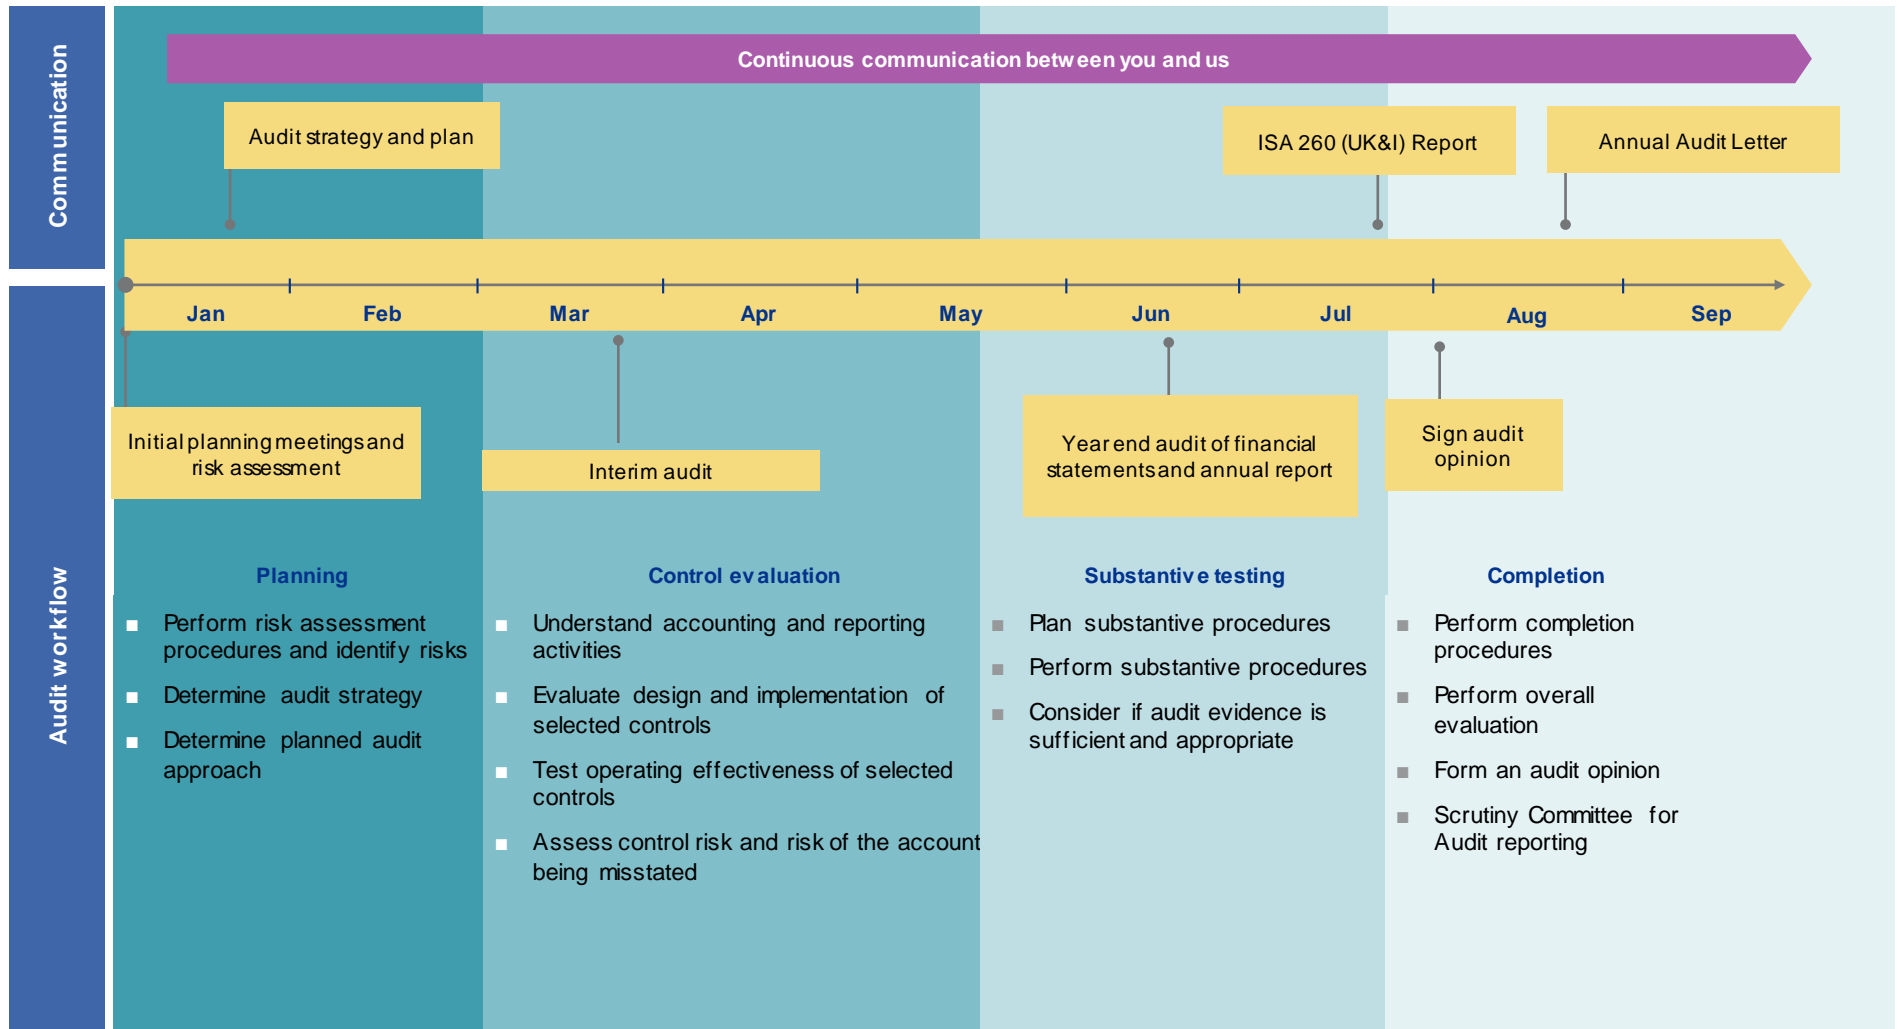 Communication
Continuous communication between you and us
Audit strategy and plan
ISA 260 (UK&I) Report
Annual Audit Letter
Jan
Feb
Mar
Apr
May
Jun
Jul
Aug
Sep
Audit workflow
Initial planning meetings and
risk assessment
Interim audit
Year end audit of financial
statements and annual report
Sign audit
opinion
Planning
■ Perform risk assessment
procedures and identify risks
■ Determine audit strategy
■ Determine planned audit
approach
Control evaluation
■ Understand accounting and reporting
activities
■ Evaluate design and implementation of
selected controls
■ Test operating effectiveness of selected
controls
■ Assess control risk and risk of the account
being misstated
Substantive testing
■ Plan substantive procedures
■ Perform substantive procedures
■ Consider if audit evidence is
sufficient and appropriate
Completion
■ Perform completion
procedures
■ Perform overall
evaluation
■ Form an audit opinion
■ Scrutiny Committee for
Audit reporting